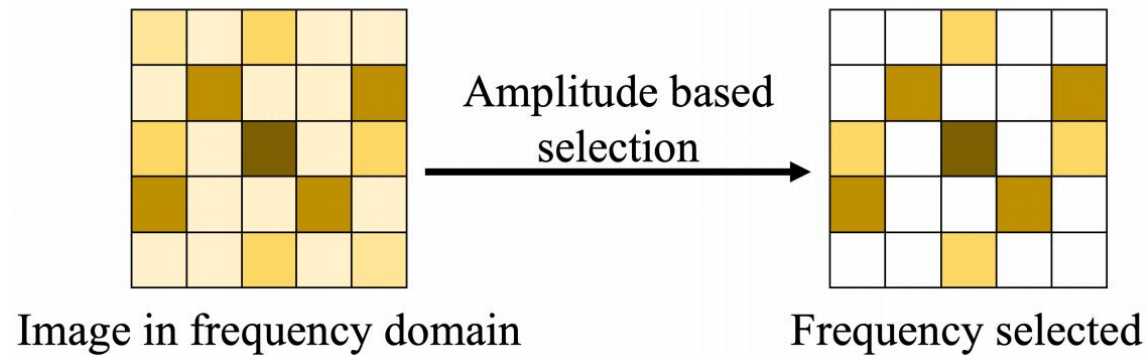 Amplitude based
selection
Image in frequency domain
Frequency selected